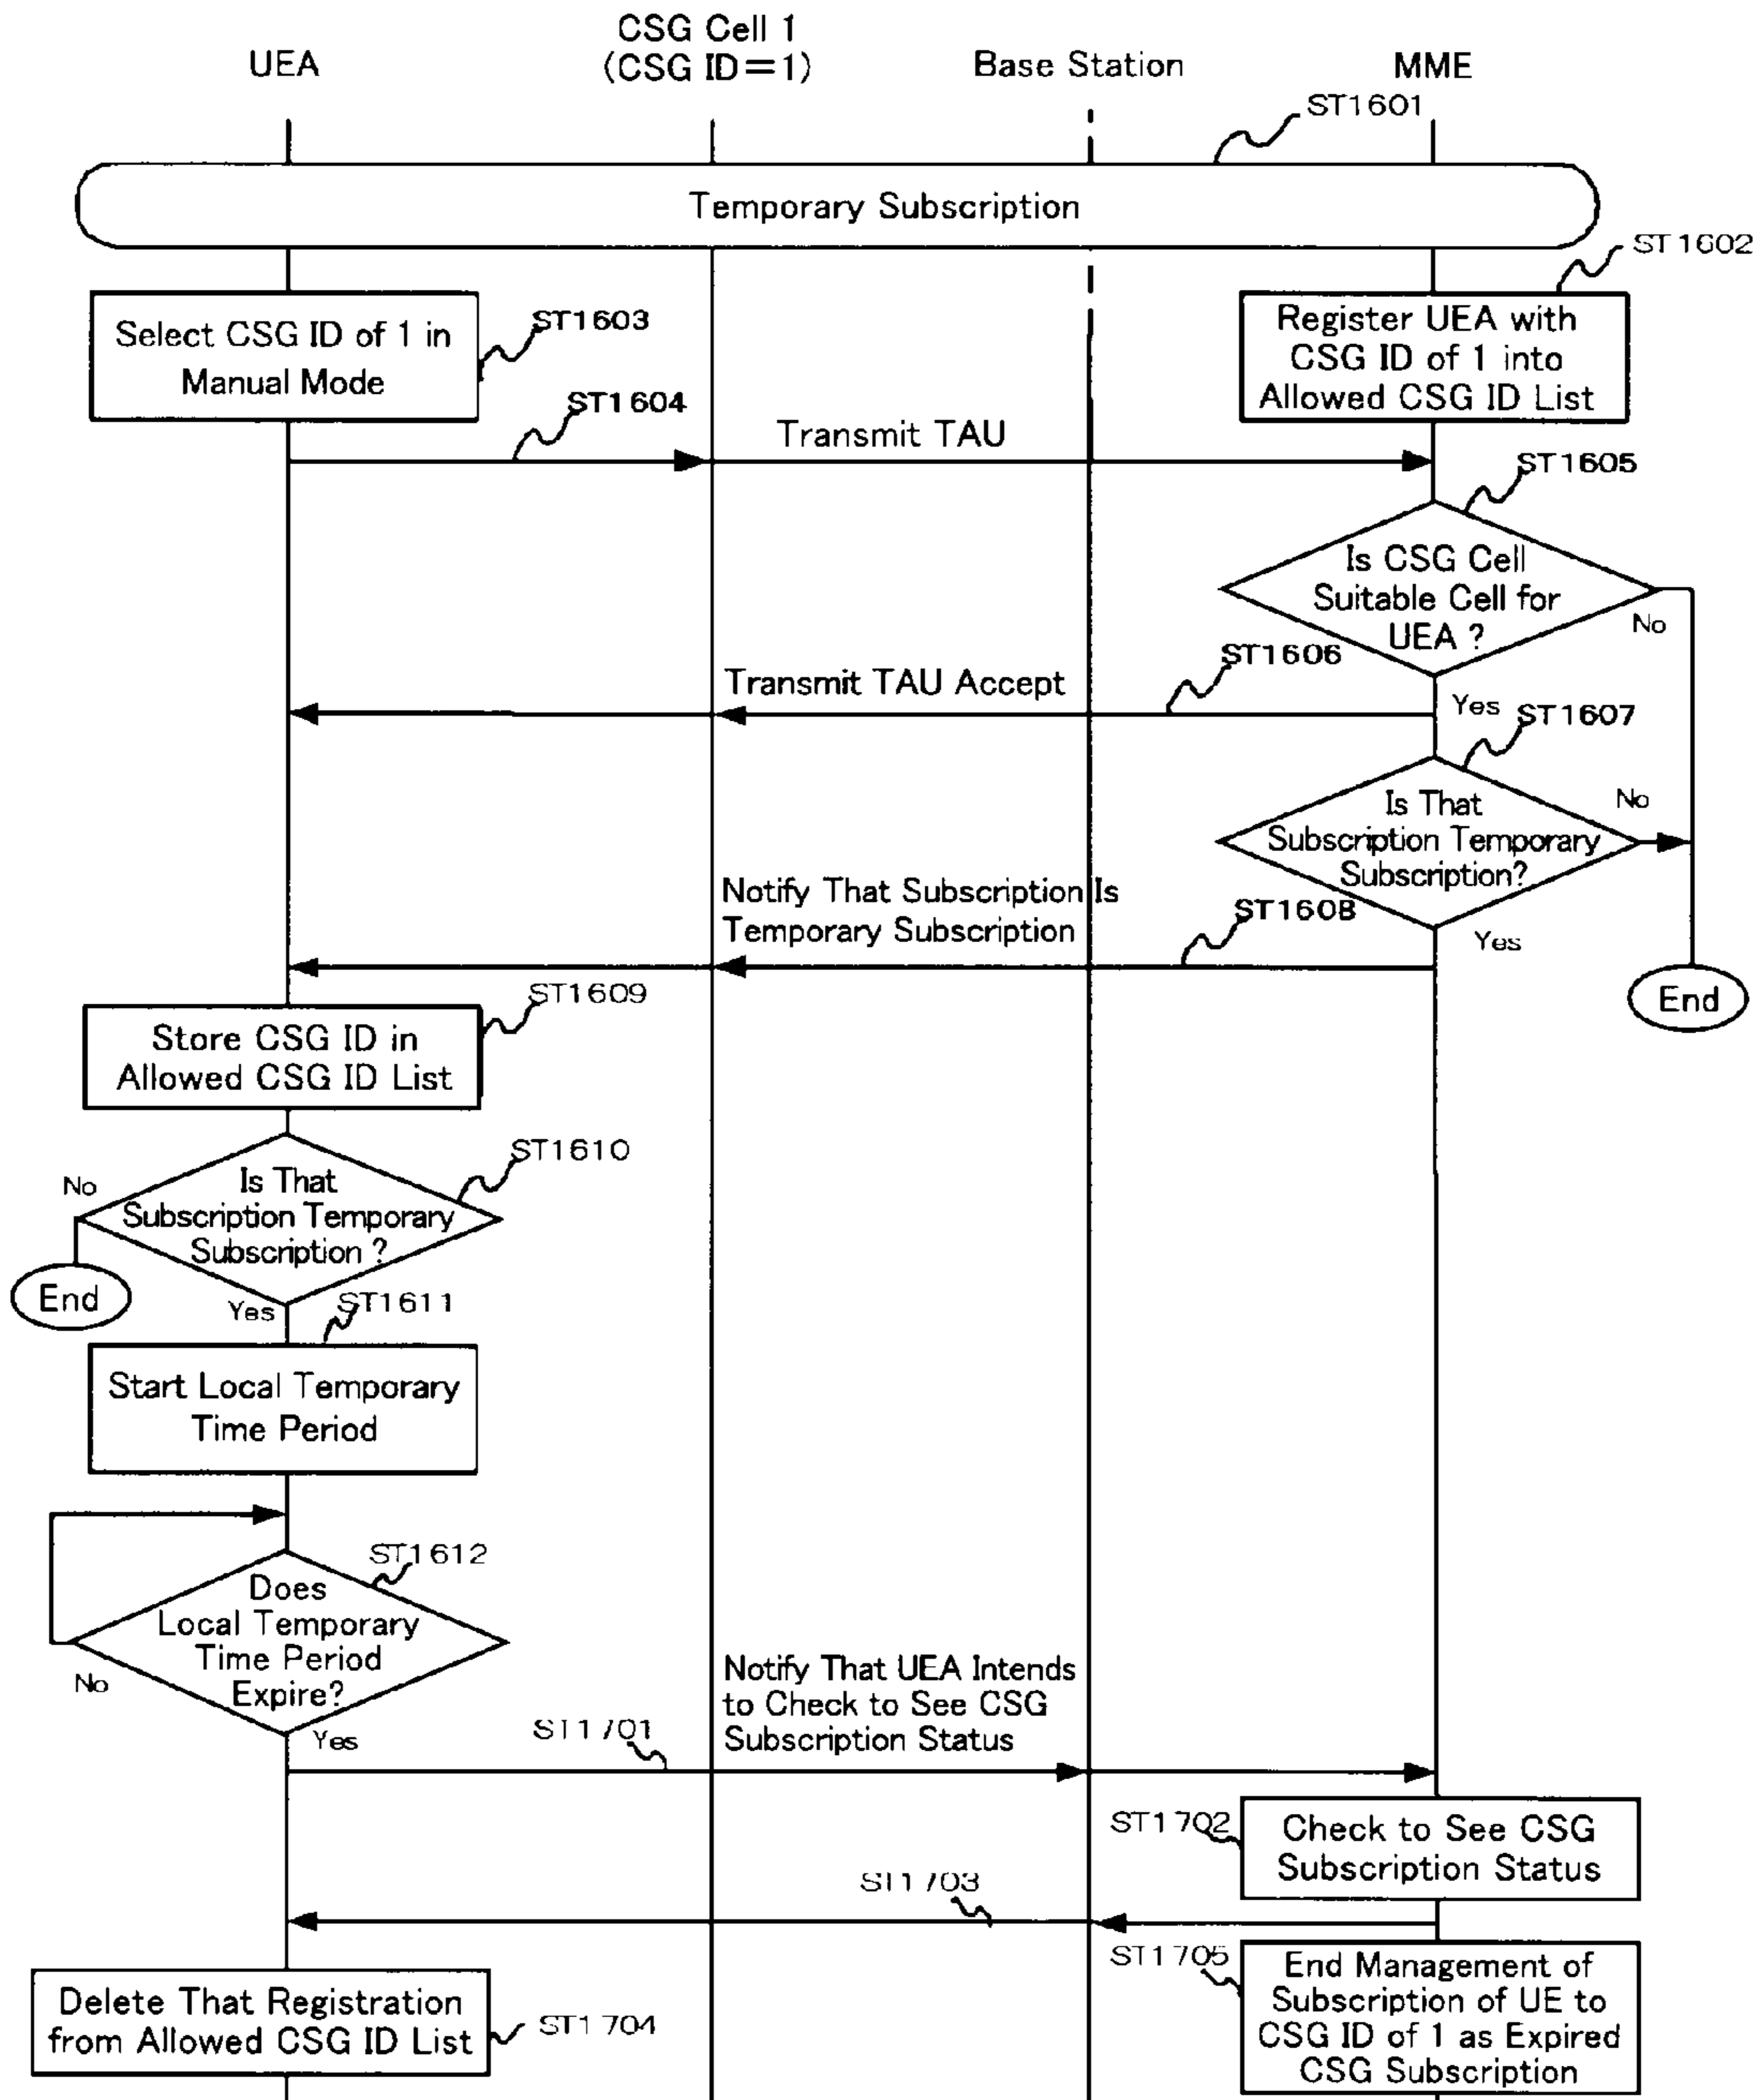 UEA
CSG Cell 1
(CSG ID=1)
Base Station
MME
ST1601
Temporary Subscription
ST1602
Select CSG ID of 1 in
Manual Mode
ST1603
Register UEA with
CSG ID of 1 into
Allowed CSG ID List
ST1604
Transmit TAU
ST1605
Is CSG Cell
Suitable Cell for
UEA ?
No
ST1606
Transmit TAU Accept
Yes
ST1607
Is That
Subscription Temporary
Subscription?
No
Notify That Subscription Is
Temporary Subscription
ST1608
Yes
End
ST1609
Store CSG ID in
Allowed CSG ID List
ST1610
No
Is That
Subscription Temporary
Subscription ?
End
Yes
ST1611
Start Local Temporary
Time Period
ST1612
Does
Local Temporary
Time Period
Expire?
No
Yes
Notify That UEA Intends
to Check to See CSG
Subscription Status
ST1701
ST1702
Check to See CSG
Subscription Status
ST1703
ST1705
End Management of
Subscription of UE to
CSG ID of 1 as Expired
CSG Subscription
Delete That Registration
from Allowed CSG ID List
ST1704